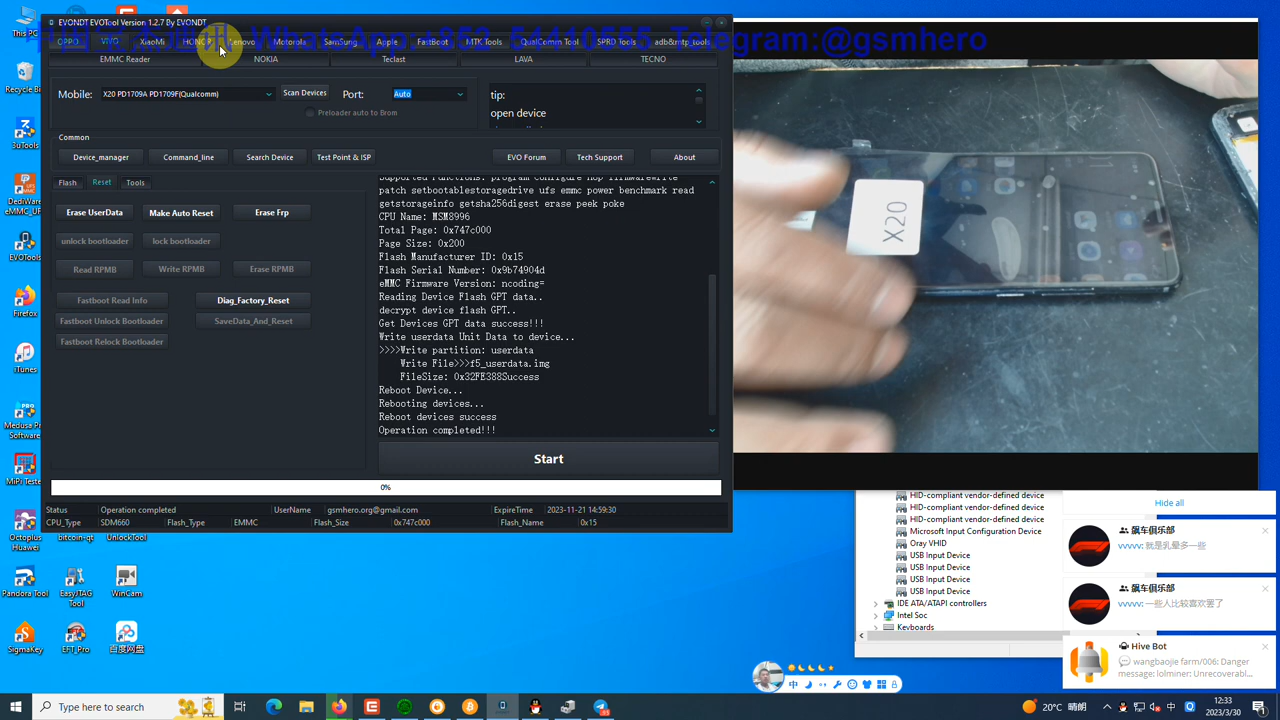 This PC
EVONDT EVOTool Version 1.2.7 By EVONDT
WhatsApp:+852 54410555 Telegram:@gsmhero
OPPO VIVO XiaoMi HONOR Lenovo Motorola SamSung Apple FastBoot MTK Tools QualComm Tool SPRD Tools adb&mtp_tools
EMMC Reader NOKIA Teclast LAVA TECNO
Mobile: X20 PD1709A PD1709F(Qualcomm) Scan Devices Port: Auto
Preloader auto to Brom
tip:
open device
Common
Device_manager Command_line Search Device Test Point & ISP EVO Forum Tech Support About
Flash Reset Tools
Erase UserData Make Auto Reset Erase Frp
unlock bootloader lock bootloader
Read RPMB Write RPMB Erase RPMB
Fastboot Read Info Diag_Factory_Reset
Fastboot Unlock Bootloader SaveData_And_Reset
Fastboot Relock Bootloader
Supported Functions: program configure nop firmwarewrite
patch setbootablestoragedrive ufs emmc power benchmark read
getstorageinfo getsha256digest erase peek poke
CPU Name: MSM8996
Total Page: 0x747c000
Page Size: 0x200
Flash Manufacturer ID: 0x15
Flash Serial Number: 0x9b74904d
eMMC Firmware Version: ncoding=
Reading Device Flash GPT data..
decrypt device flash GPT..
Get Devices GPT data success!!!
Write userdata Unit Data to device...
>>>>Write partition: userdata
Write File>>>f5_userdata.img
FileSize: 0x32FE388Success
Reboot Device...
Rebooting devices...
Reboot devices success
Operation completed!!!
Start
0%
Status Operation completed UserName gsmhero.org@gmail.com ExpireTime 2023-11-21 14:59:30
CPU_Type SDM660 Flash_Type EMMC Flash_Size 0x747c000 Flash_Name 0x15
X20
Recycle Bin
3uTools
EVOTools
Firefox
iTunes
Medusa Pro
Software
MiPi Tester
Octoplus
Huawei
bitcoin-qt
UnlockTool
Pandora Tool
EasyJTAG
Tool
WinCam
SigmaKey
EFT_Pro
百度网盘
HID-compliant vendor-defined device
HID-compliant vendor-defined device
HID-compliant vendor-defined device
Microsoft Input Configuration Device
Oray VHID
USB Input Device
USB Input Device
USB Input Device
USB Input Device
IDE ATA/ATAPI controllers
Intel Soc
Keyboards
Hide all
飙车俱乐部
vvvvv: 就是乳晕多一些
飙车俱乐部
vvvvv: 一些人比较喜欢罢了
Hive Bot
wangbaojie farm/006: Danger
message: lolminer: Unrecoverabl...
中
Type here to search
20°C 晴朗
中
12:33
2023/3/30